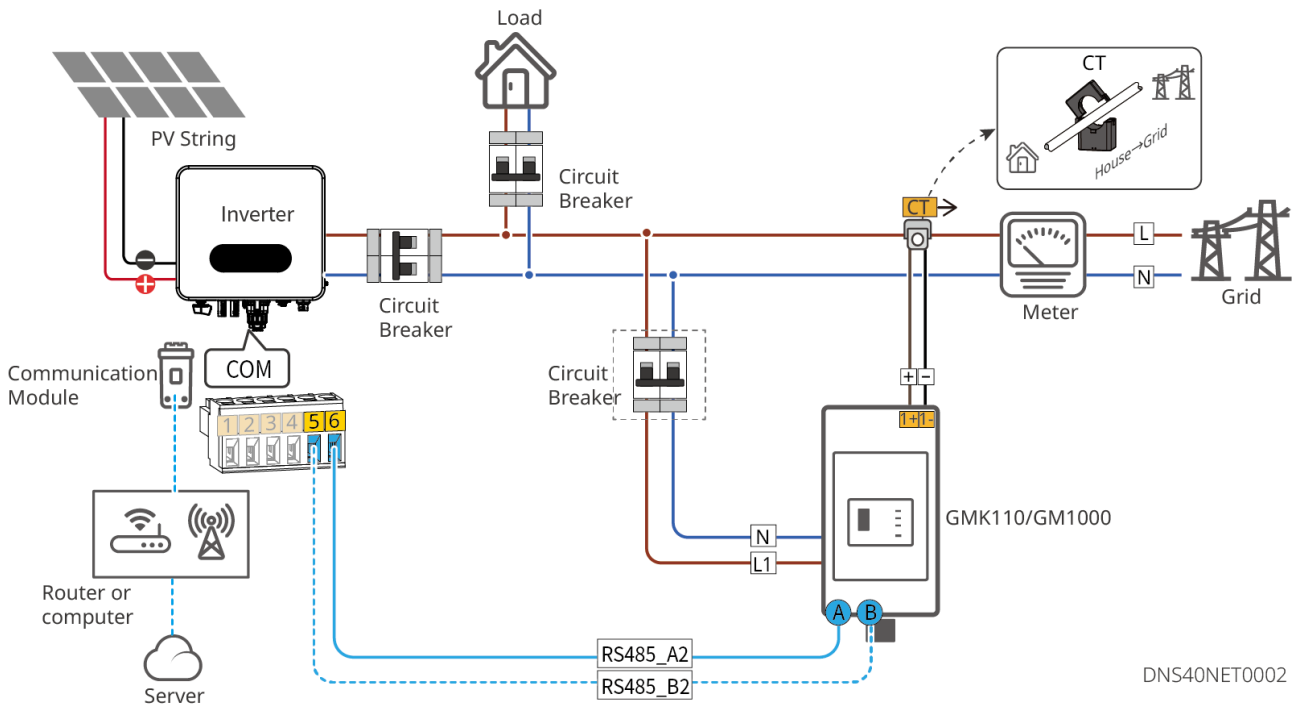 Load
CT
PV String
House→Grid
Circuit
Breaker
Inverter
CT
L
N
Grid
Meter
Circuit
Breaker
COM
Communication
Module
Circuit
Breaker
+ −
1 2 3 4 5 6
1+ 1-
GMK110/GM1000
N
L1
Router or
computer
A B
RS485_A2
RS485_B2
Server
DNS40NET0002